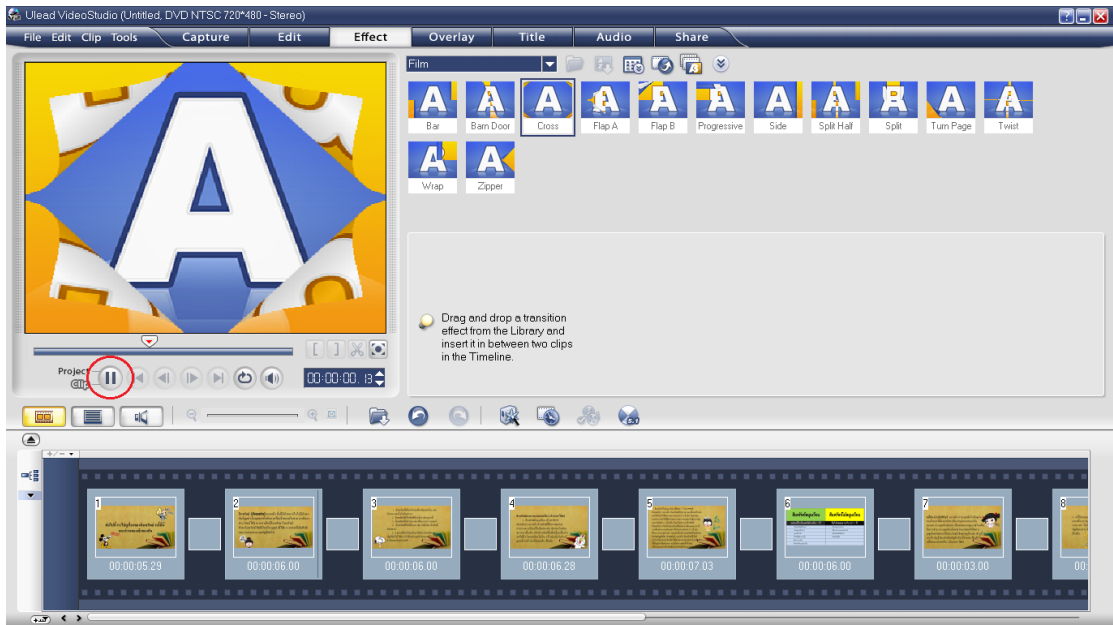 Ulead VideoStudio (Untitled, DVD NTSC 720*480 - Stereo)
File Edit Clip Tools Capture Edit Effect Overlay Title Audio Share
Film
A
A A A A A A A A A A A
Bar Barn Door Cross Flap A Flap B Progressive Side Split Half Split Turn Page Twist
A A
Wrap Zipper
Drag and drop a transition
effect from the Library and
insert it in between two clips
in the Timeline.
Project
Clip
00:00:00. 13
+/-
1 2 3 4 5 6 7 8
00:00:05.29 00:00:06.00 00:00:06.00 00:00:06.28 00:00:07.03 00:00:06.00 00:00:03.00 00: